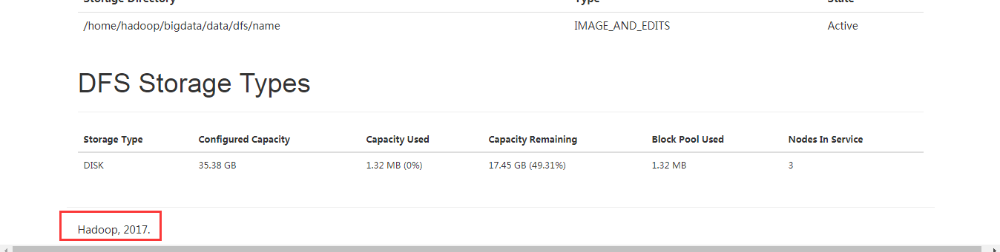 Storage Directory Type State
/home/hadoop/bigdata/data/dfs/name IMAGE_AND_EDITS Active
DFS Storage Types
Storage Type Configured Capacity Capacity Used Capacity Remaining Block Pool Used Nodes In Service
DISK 35.38 GB 1.32 MB (0%) 17.45 GB (49.31%) 1.32 MB 3
Hadoop, 2017.